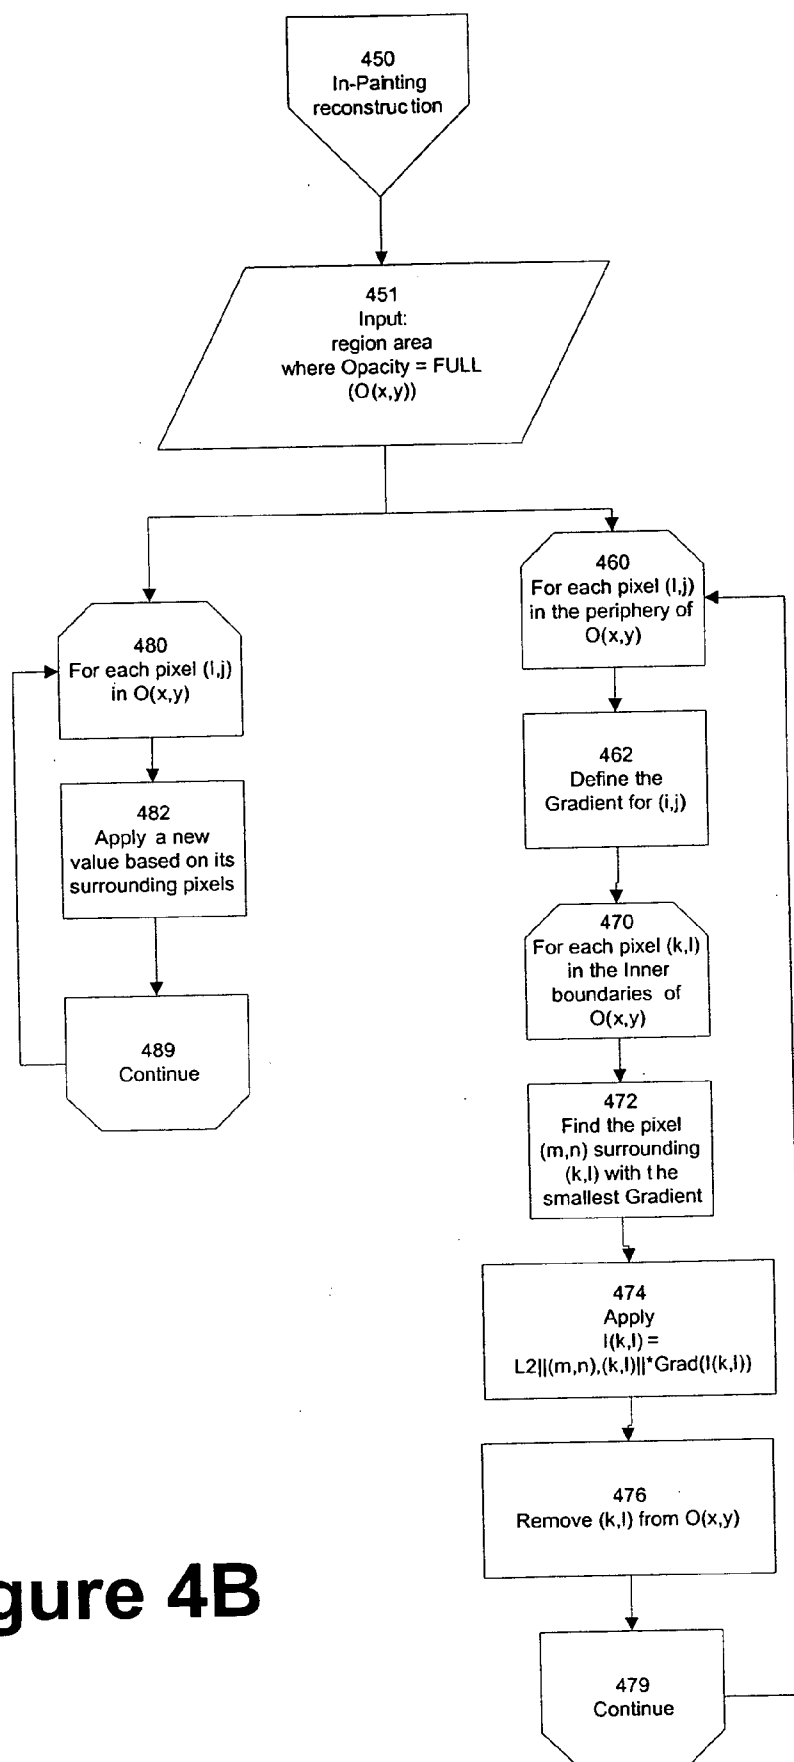 450
In-Painting
reconstruction
451
Input:
region area
where Opacity = FULL
(O(x,y))
480
For each pixel (I,j)
in O(x,y)
482
Apply a new
value based on its
surrounding pixels
489
Continue
460
For each pixel (I,j)
in the periphery of
O(x,y)
462
Define the
Gradient for (i,j)
470
For each pixel (k,l)
in the Inner
boundaries of
O(x,y)
472
Find the pixel
(m,n) surrounding
(k,l) with the
smallest Gradient
474
Apply
I(k,l) =
L2||(m,n),(k,l)||*Grad(I(k,l))
476
Remove (k,l) from O(x,y)
479
Continue
gure 4B